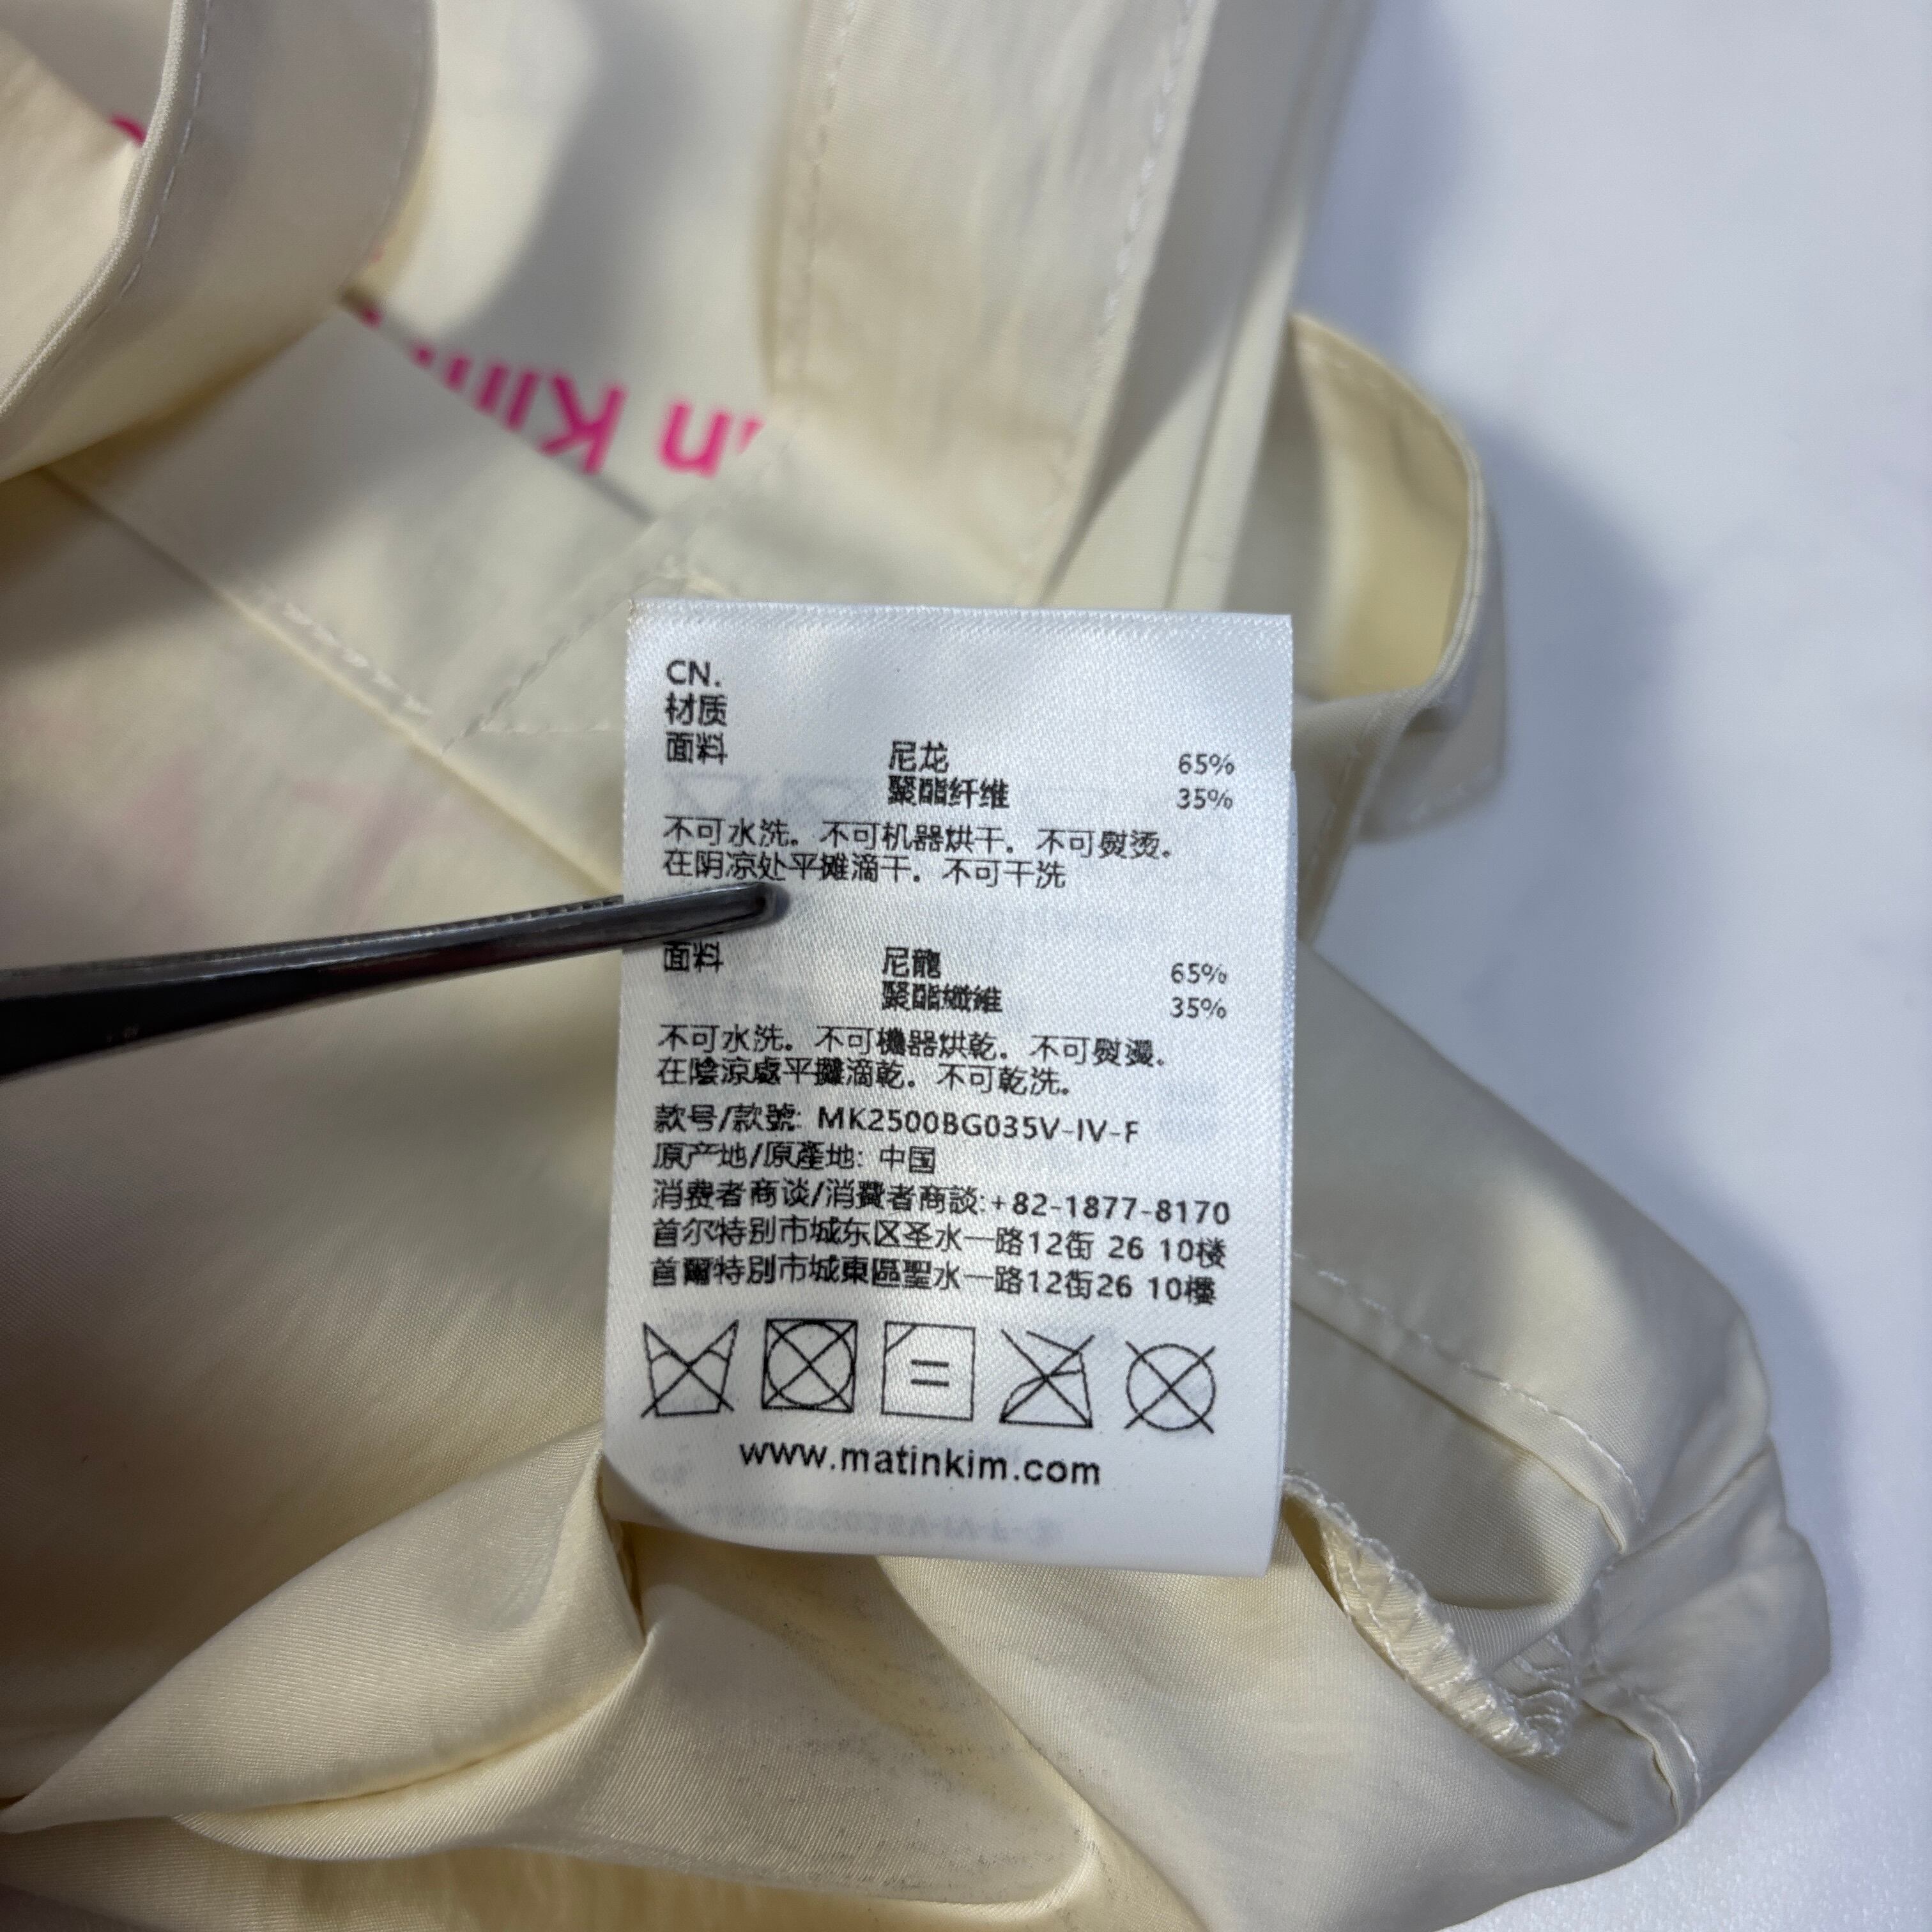 n Kim
CN.
材质
面料 尼龙 65%
聚酯纤维 35%
不可水洗。不可机器烘干。不可熨烫。
在阴凉处平摊滴干。不可干洗
面料 尼龍 65%
聚酯纖維 35%
不可水洗。不可機器烘乾。不可熨燙。
在陰涼處平攤滴乾。不可乾洗。
款号/款號: MK2500BG035V-IV-F
原产地/原產地: 中国
消费者商谈/消費者商談:+82-1877-8170
首尔特别市城东区圣水一路12街 26 10楼
首爾特別市城東區聖水一路12街26 10樓
www.matinkim.com